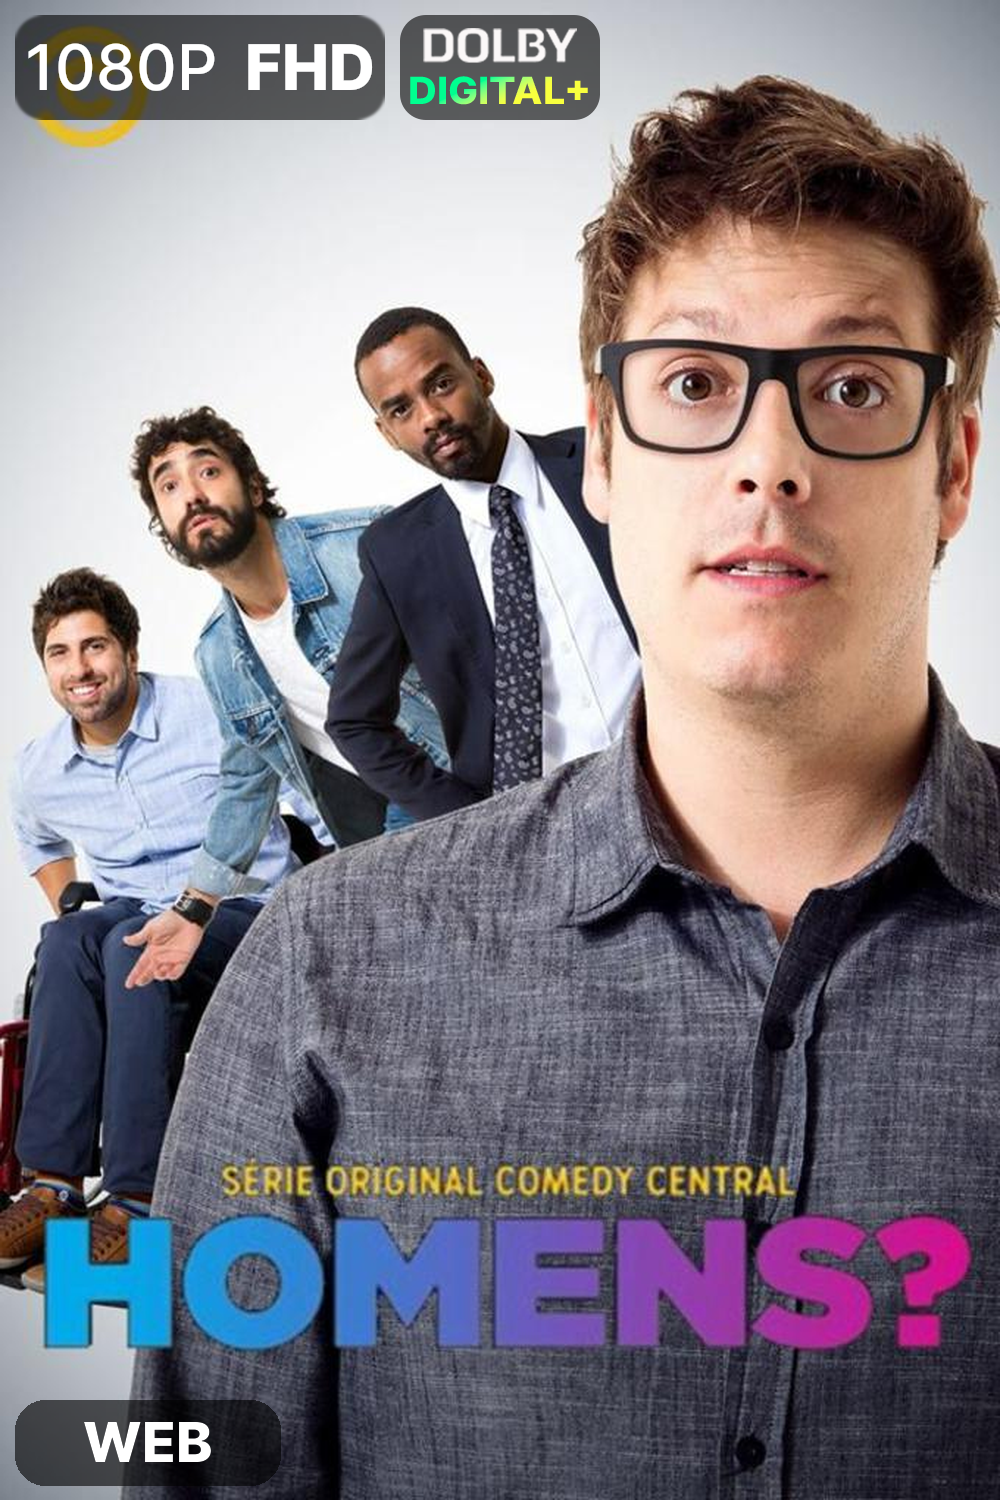 1080P FHD
DOLBY
DIGITAL+
SÉRIE ORIGINAL COMEDY CENTRAL
HOMENS?
WEB